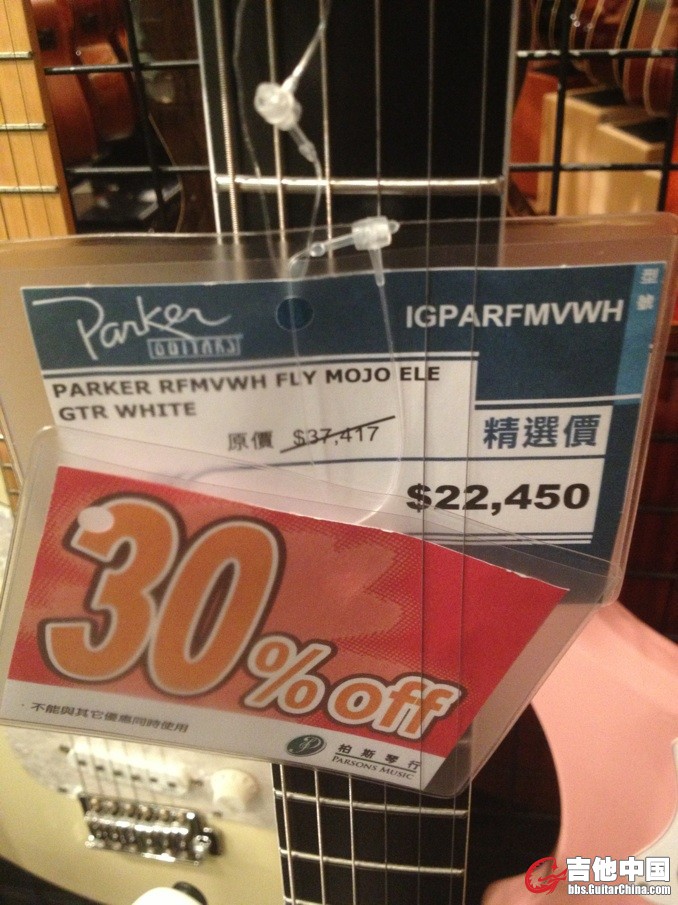 Parker
GUITARS
IGPARFMVWH
型號
PARKER RFMVWH FLY MOJO ELE
GTR WHITE
原價 $37,417
精選價
$22,450
30% off
· 不能與其它優惠同時使用
柏斯琴行
PARSONS MUSIC
吉他中国
bbs.GuitarChina.com